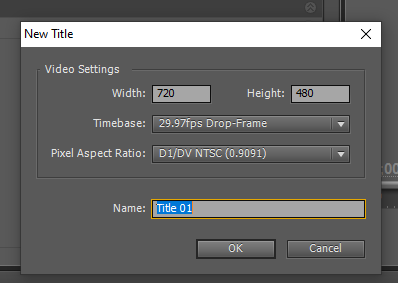 New Title
Video Settings
Width: 720 Height: 480
Timebase: 29.97fps Drop-Frame
Pixel Aspect Ratio: D1/DV NTSC (0.9091)
Name: Title 01
OK Cancel